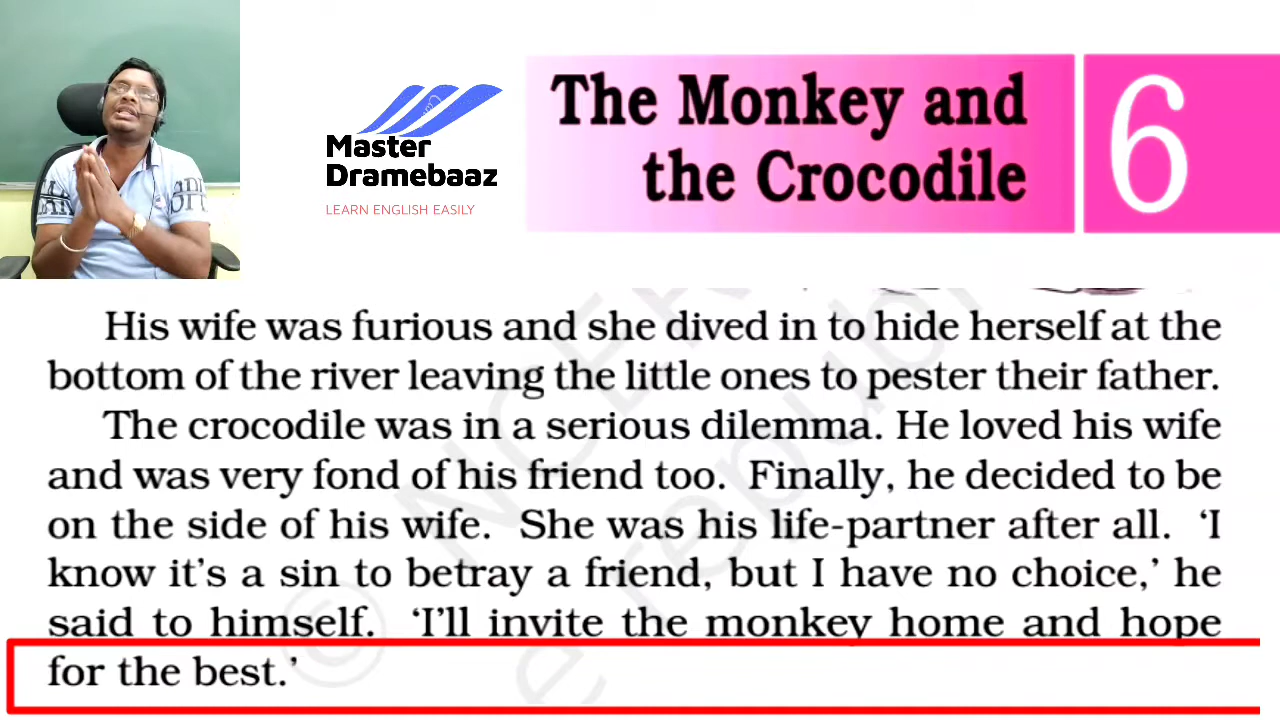 Master
Dramebaaz
LEARN ENGLISH EASILY
The Monkey and
the Crocodile
6
His wife was furious and she dived in to hide herself at the
bottom of the river leaving the little ones to pester their father.
The crocodile was in a serious dilemma. He loved his wife
and was very fond of his friend too. Finally, he decided to be
on the side of his wife. She was his life-partner after all. ‘I
know it’s a sin to betray a friend, but I have no choice,’ he
said to himself. ‘I’ll invite the monkey home and hope
for the best.’